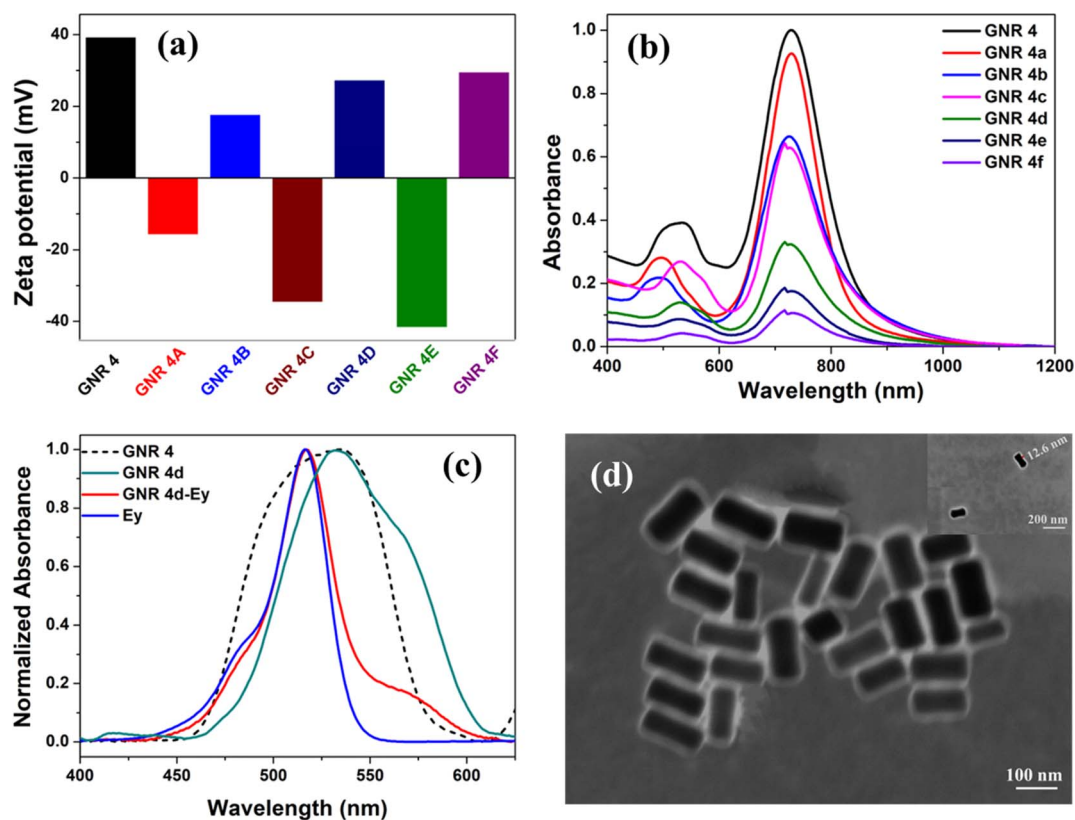 (a)
Zeta potential (mV)
40
20
0
-20
-40
GNR 4
GNR 4A
GNR 4B
GNR 4C
GNR 4D
GNR 4E
GNR 4F
(b)
Absorbance
1.0
0.8
0.6
0.4
0.2
0.0
400 600 800 1000 1200
Wavelength (nm)
GNR 4
GNR 4a
GNR 4b
GNR 4c
GNR 4d
GNR 4e
GNR 4f
(c)
Normalized Absorbance
1.0
0.8
0.6
0.4
0.2
0.0
400 450 500 550 600
Wavelength (nm)
GNR 4
GNR 4d
GNR 4d-Ey
Ey
(d)
12.6 nm
200 nm
100 nm